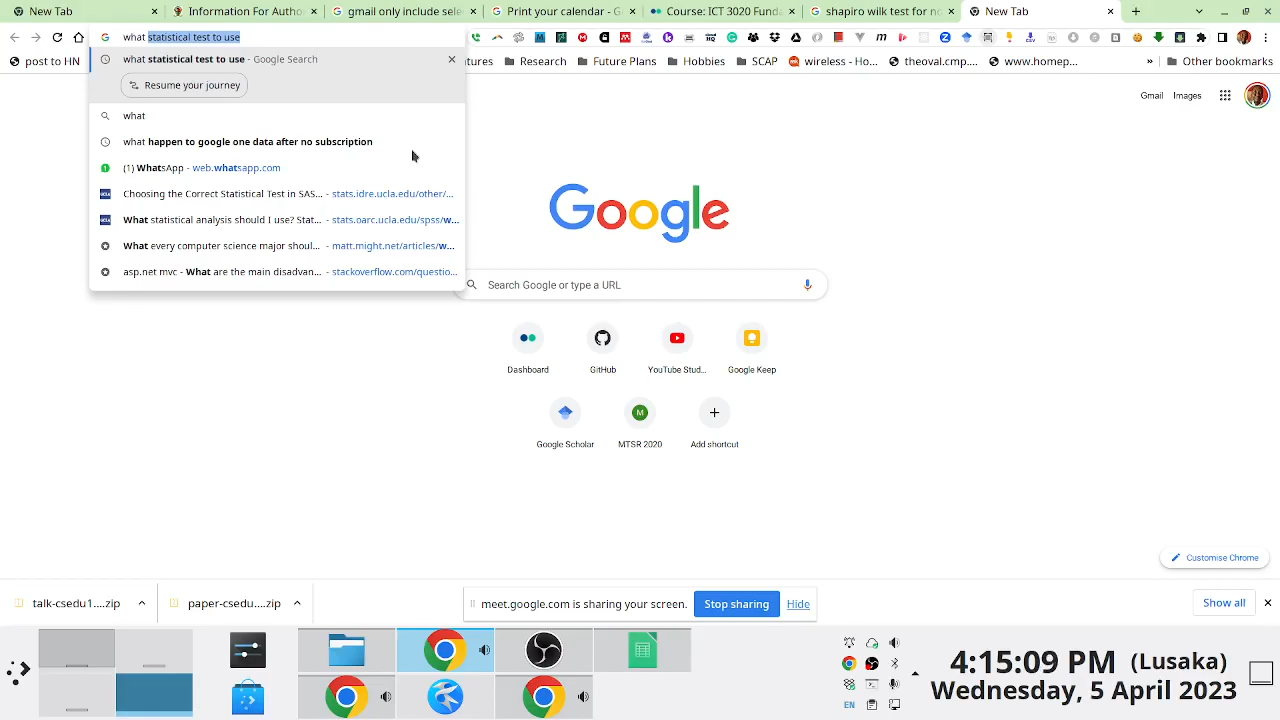 New Tab
Information For Autho
gmail only include sele
Print your calendar - G
Course: ICT 3020 Funda
shapiro wilk test for no
New Tab
what statistical test to use
post to HN
atures
Research
Future Plans
Hobbies
SCAP
wireless - Ho...
theoval.cmp....
www.homep...
»
Other bookmarks
what statistical test to use - Google Search
Resume your journey
what
what happen to google one data after no subscription
(1) WhatsApp - web.whatsapp.com
Choosing the Correct Statistical Test in SAS... - stats.idre.ucla.edu/other/...
What statistical analysis should I use? Stat... - stats.oarc.ucla.edu/spss/w...
What every computer science major shoul... - matt.might.net/articles/w...
asp.net mvc - What are the main disadvan... - stackoverflow.com/questio...
Gmail
Images
Google
Search Google or type a URL
Dashboard
GitHub
YouTube Stud...
Google Keep
Google Scholar
M
MTSR 2020
Add shortcut
Customise Chrome
talk-csedu1....zip
paper-csedu....zip
meet.google.com is sharing your screen.
Stop sharing
Hide
Show all
EN
4:15:09 PM (Lusaka)
Wednesday, 5 April 2023